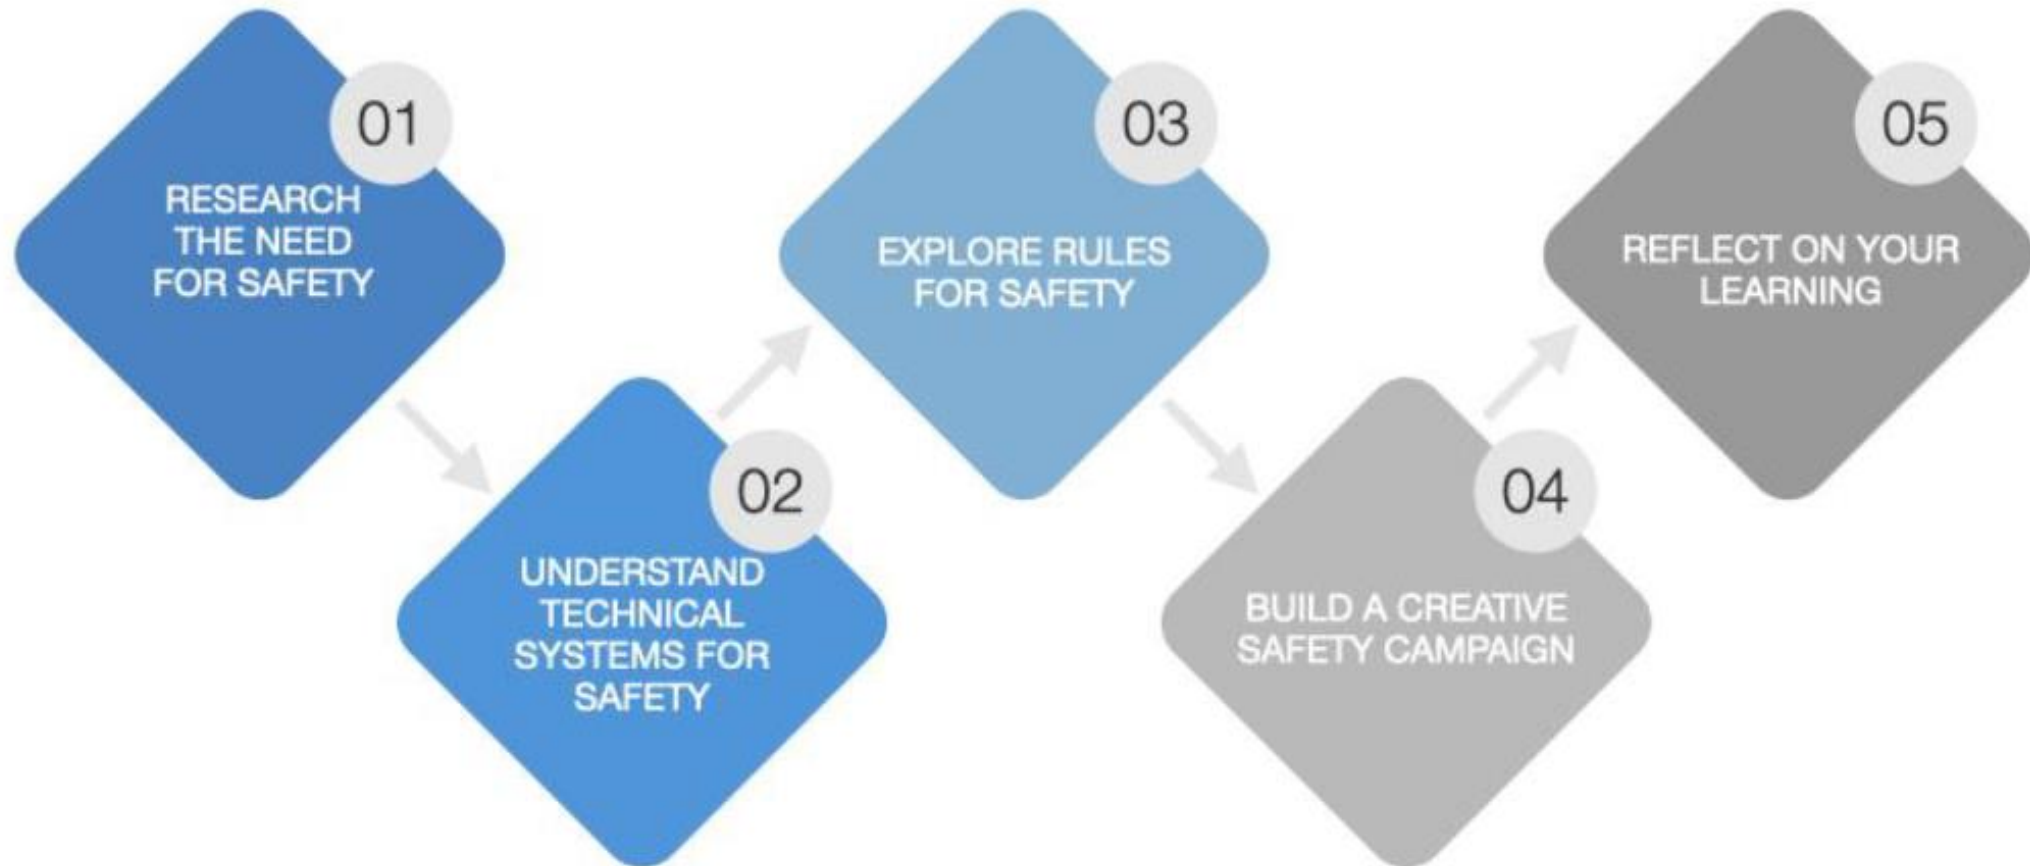 01
RESEARCH
THE NEED
FOR SAFETY
02
UNDERSTAND
TECHNICAL
SYSTEMS FOR
SAFETY
03
EXPLORE RULES
FOR SAFETY
04
BUILD A CREATIVE
SAFETY CAMPAIGN
05
REFLECT ON YOUR
LEARNING